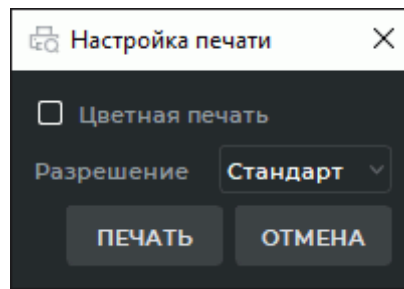 Настройка печати
Цветная печать
Разрешение Стандарт
ПЕЧАТЬ ОТМЕНА